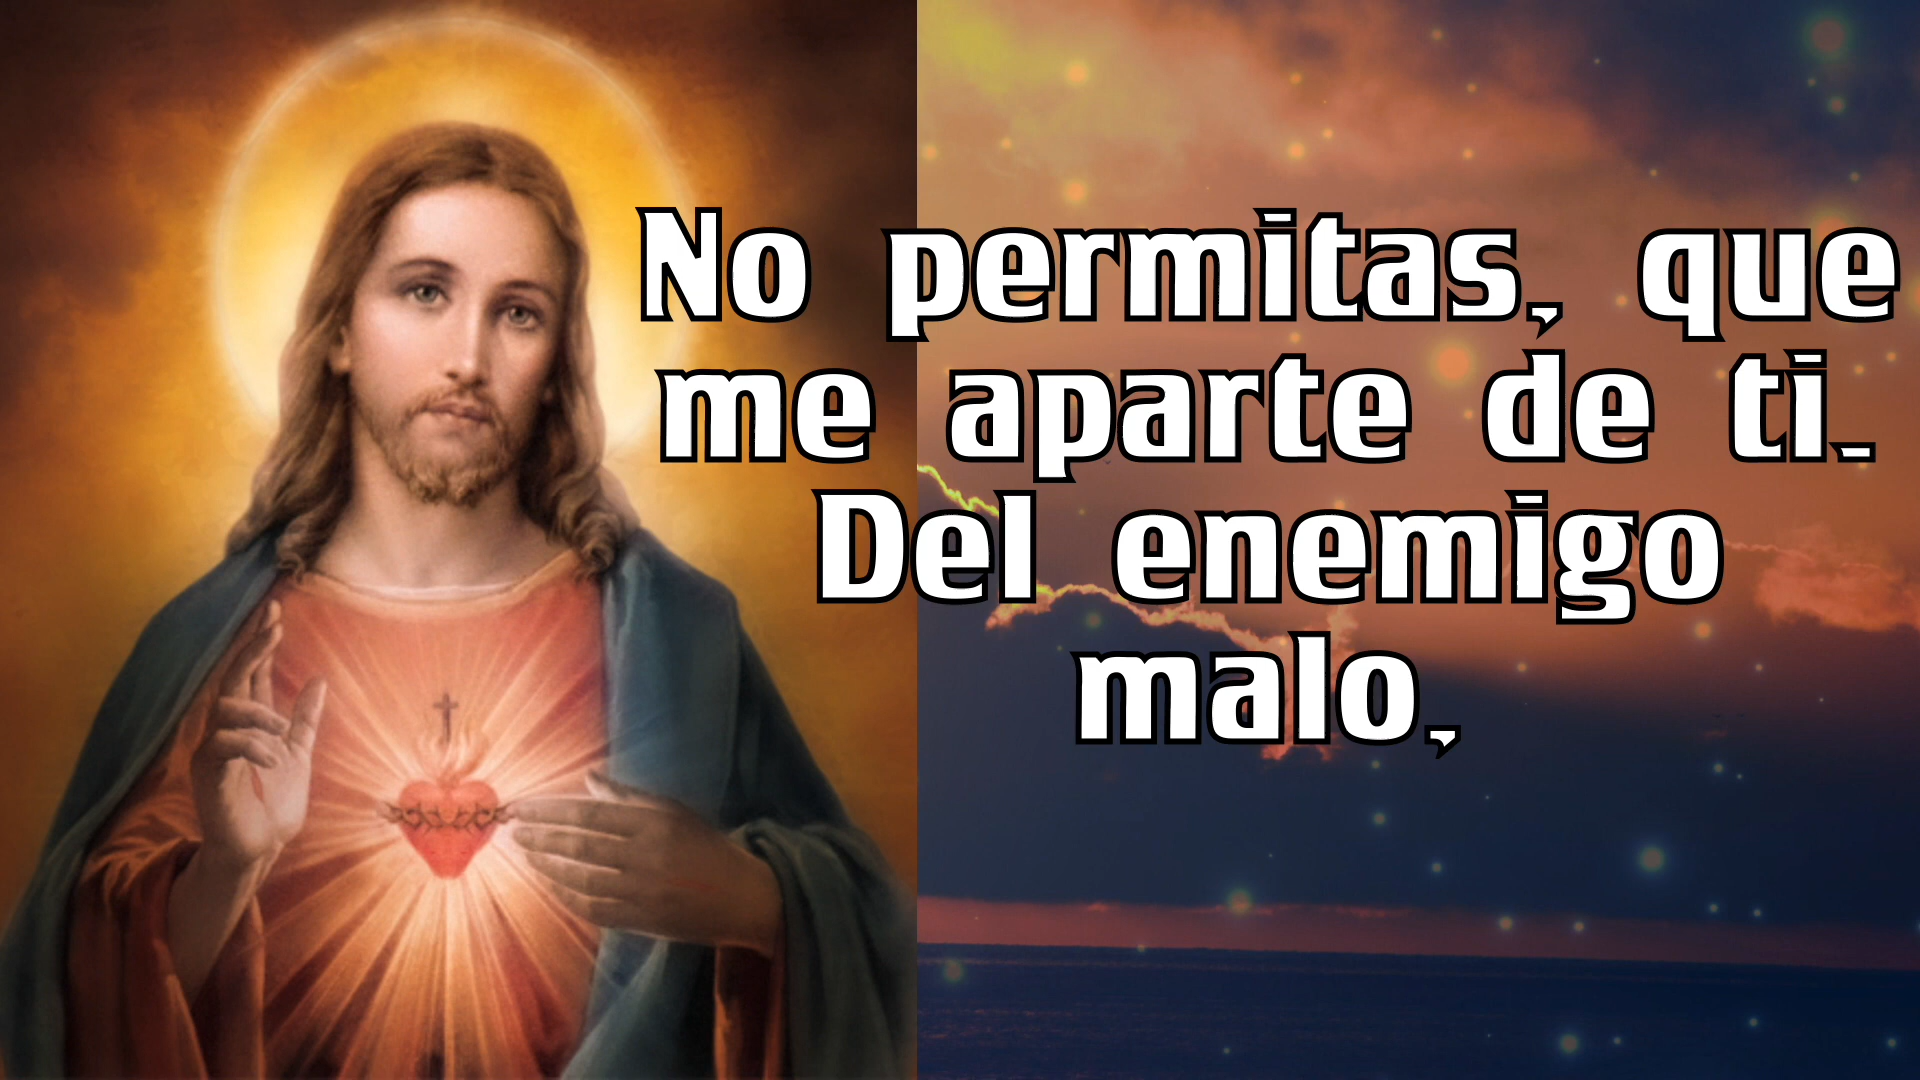 No permitas, que
me aparte de ti.
Del enemigo
malo,